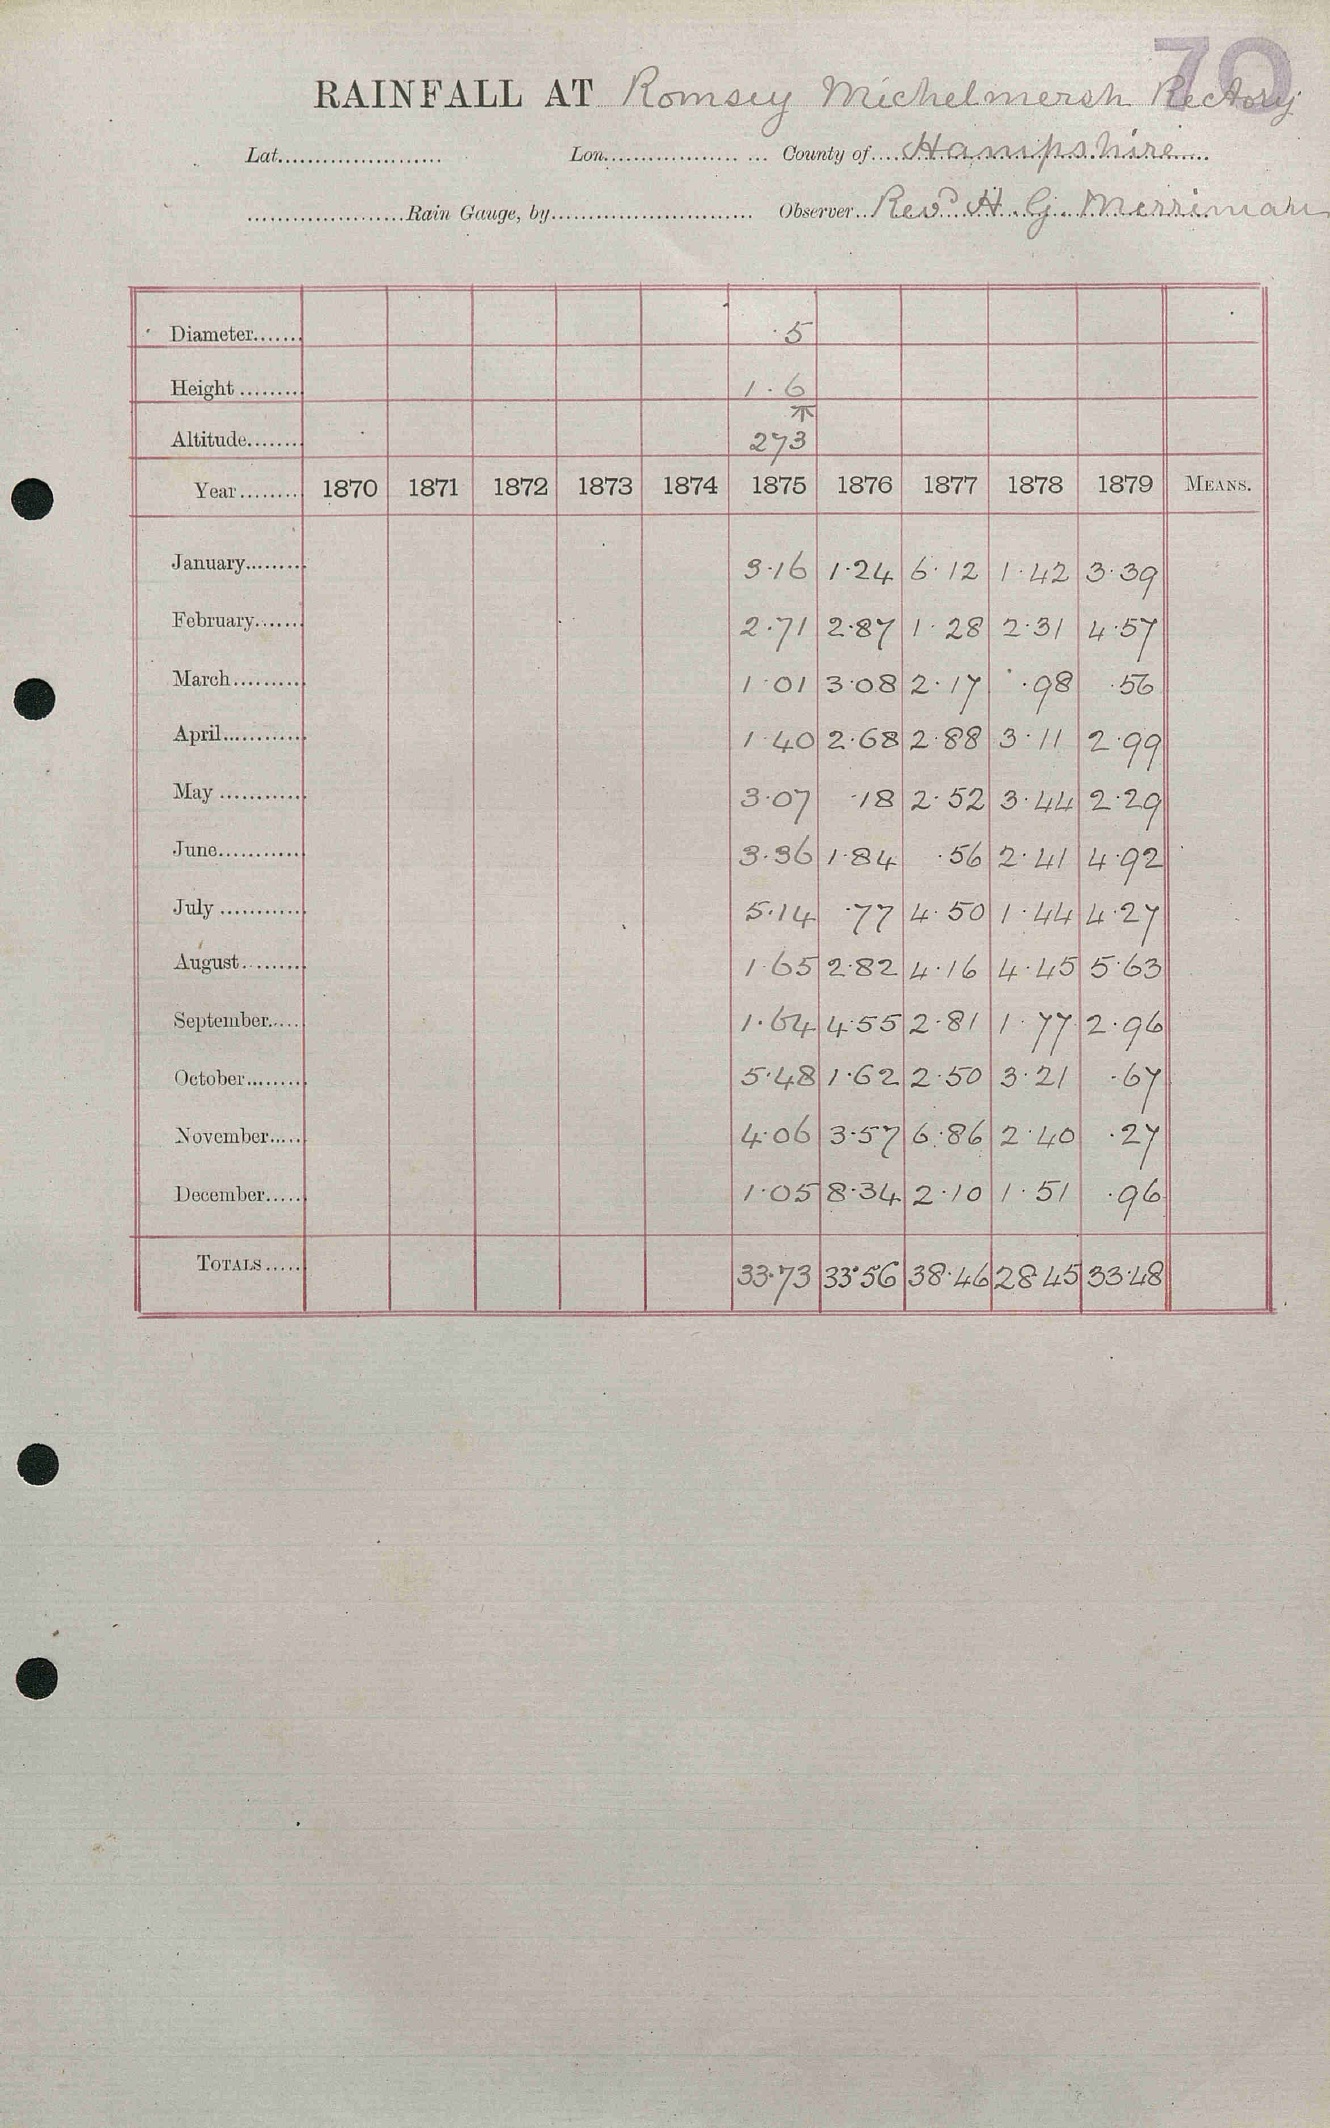 70
RAINFALL AT Romsey Michelmersh Rectory
Lat...................... Lon..................... County of.... Hampshire
.....................Rain Gauge, by........................... Observer.. Revd H. G. Merriman
Diameter....... ·5
Height ......... 1·6
Altitude........ 273
Year........ 1870 1871 1872 1873 1874 1875 1876 1877 1878 1879 MEANS.
January......... 3·16 1·24 6·12 1·42 3·39
February....... 2·71 2·87 1·28 2·31 4·57
March.......... 1·01 3·08 2·17 ·98 ·56
April............ 1·40 2·68 2·88 3·11 2·99
May ............ 3·07 ·18 2·52 3·44 2·29
June............ 3·36 1·84 ·56 2·41 4·92
July ............ 5·14 ·77 4·50 1·44 4·27
August......... 1·65 2·82 4·16 4·45 5·63
September..... 1·64 4·55 2·81 1·77 2·96
October......... 5·48 1·62 2·50 3·21 ·67
November..... 4·06 3·57 6·86 2·40 ·27
December..... 1·05 8·34 2·10 1·51 ·96
TOTALS..... 33·73 33·56 38·46 28·45 33·48